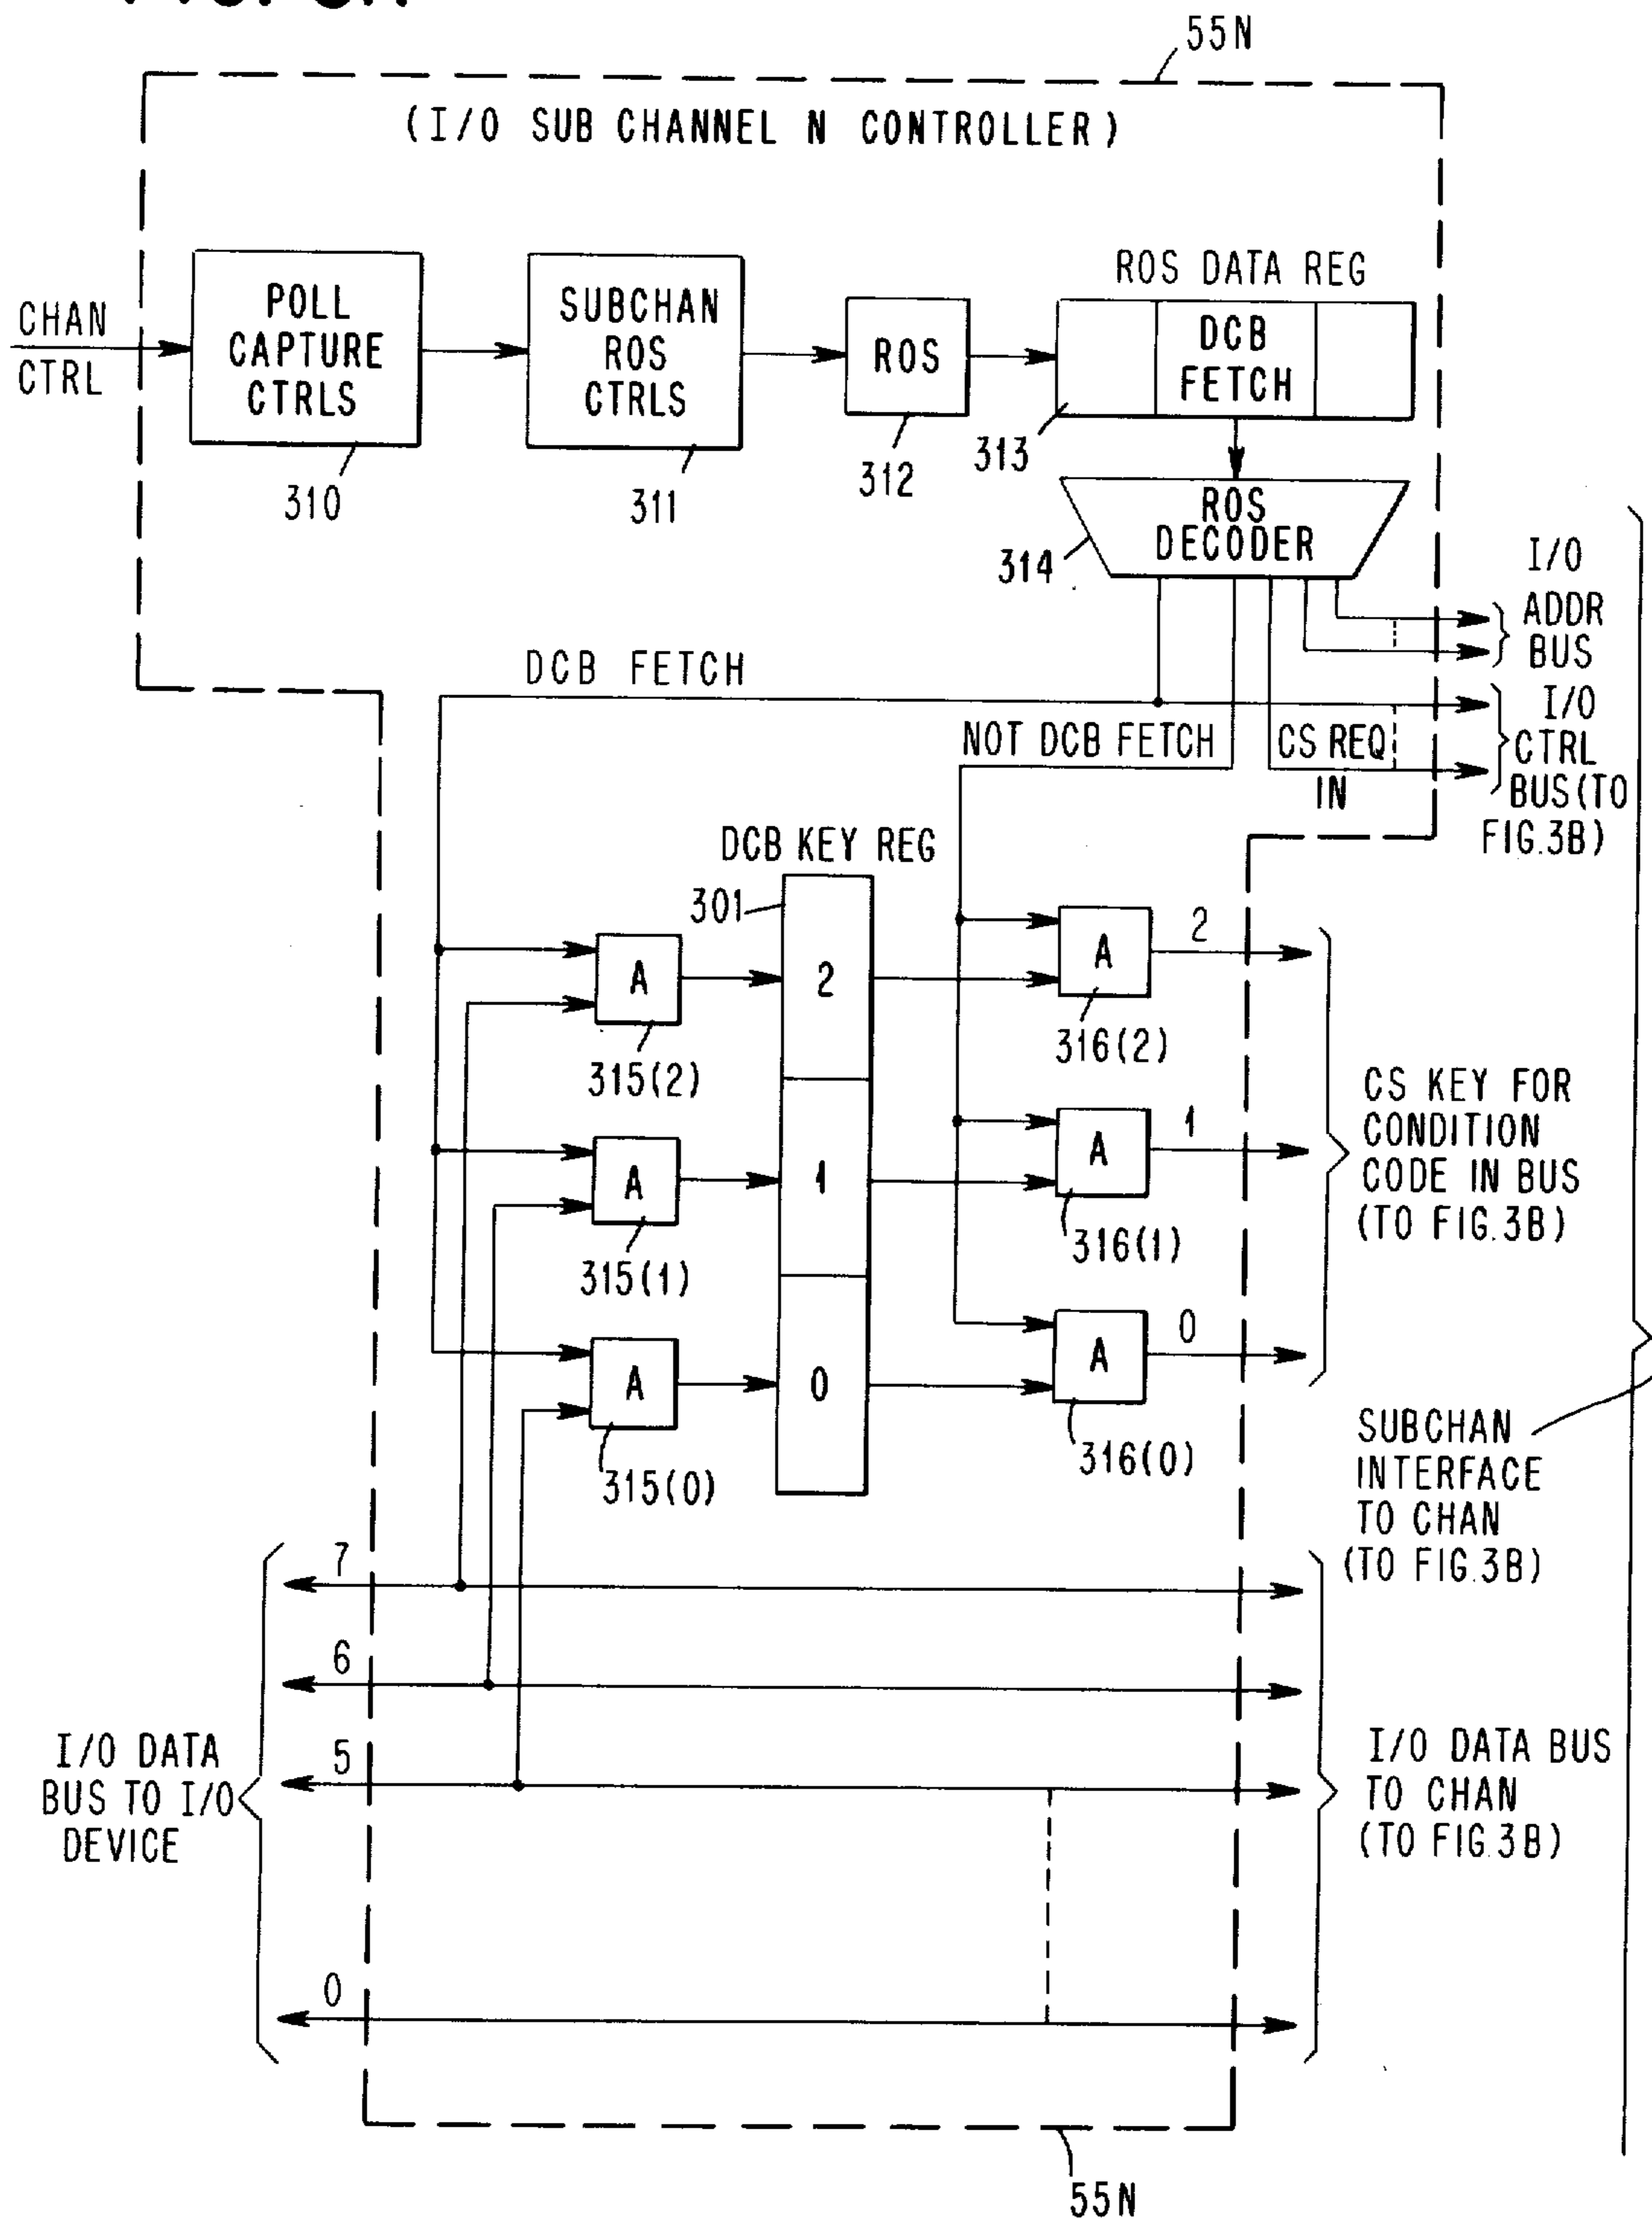 55N
(I/O SUB CHANNEL N CONTROLLER)
CHAN
CTRL
POLL
CAPTURE
CTRLS
310
SUBCHAN
ROS
CTRLS
311
ROS
312
ROS DATA REG
DCB
FETCH
313
ROS
DECODER
314
I/O
ADDR
BUS
DCB FETCH
NOT DCB FETCH
CS REQ
IN
I/O
CTRL
BUS(TO
FIG.3B)
DCB KEY REG
301
2
1
0
A
315(2)
A
315(1)
A
315(0)
A
316(2)
2
A
316(1)
1
A
316(0)
0
CS KEY FOR
CONDITION
CODE IN BUS
(TO FIG.3B)
SUBCHAN
INTERFACE
TO CHAN
(TO FIG.3B)
7
6
5
0
I/O DATA
BUS TO I/O
DEVICE
I/O DATA BUS
TO CHAN
(TO FIG.3B)
55N